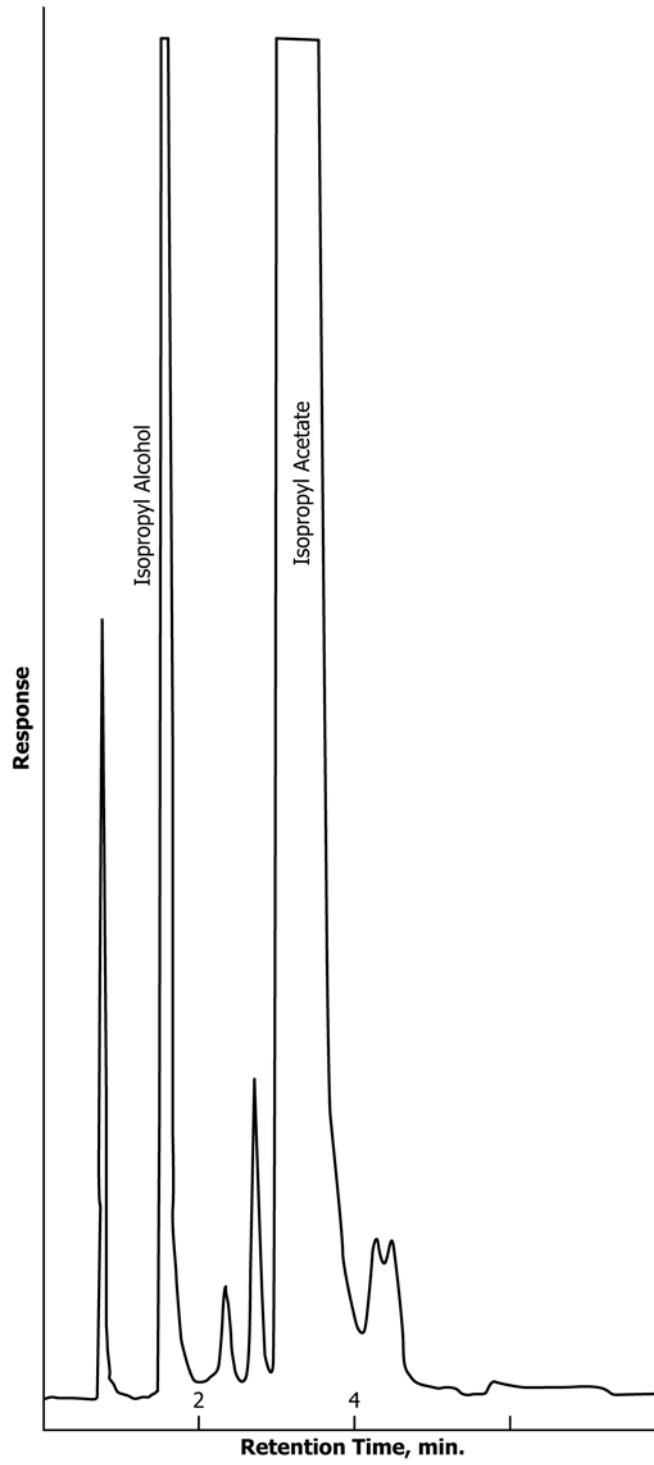 Isopropyl Alcohol
Isopropyl Acetate
Response
2
4
Retention Time, min.